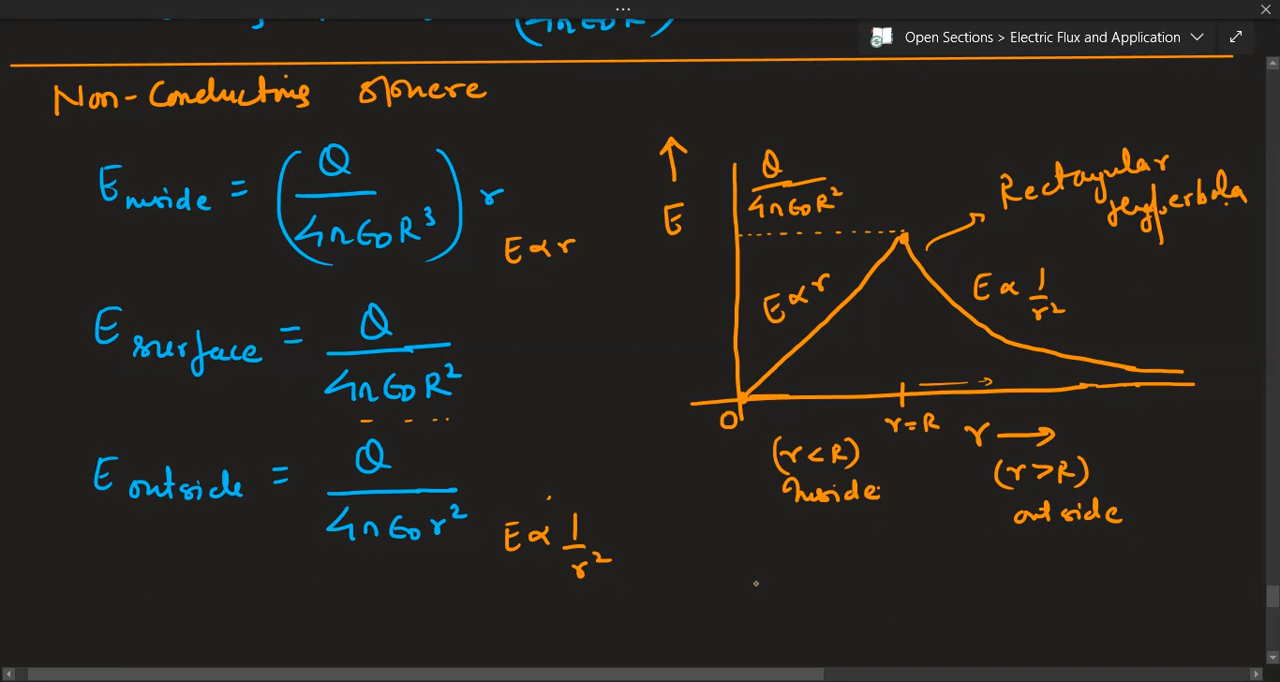 Open Sections > Electric Flux and Application
Non-Conducting sphere
E inside = (Q / 4πε0R³) r
E ∝ r
E surface = Q / 4πε0R²
E outside = Q / 4πε0r²
E ∝ 1/r²
E
Q / 4πε0R²
Rectangular
hyperbola
E ∝ r
E ∝ 1/r²
O
r = R
r
(r < R)
Inside
(r > R)
outside